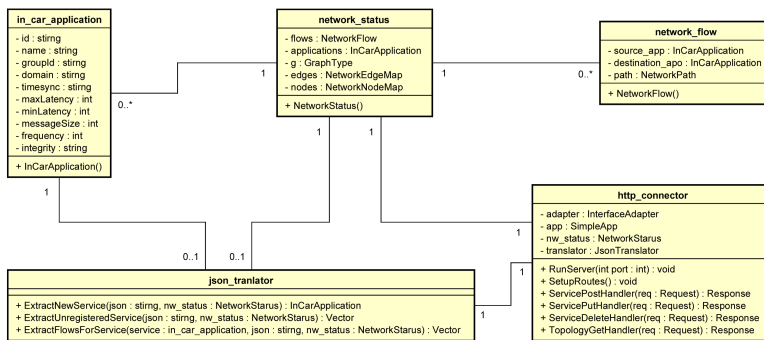 in_car_application
- id : stirng
- name : stirng
- groupId : stirng
- domain : stirng
- timesync : stirng
- maxLatency : int
- minLatency : int
- messageSize : int
- frequency : int
- integrity : string
+ InCarApplication()
network_status
- flows : NetworkFlow
- applications : InCarApplication
- g : GraphType
- edges : NetworkEdgeMap
- nodes : NetworkNodeMap
+ NetworkStatus()
network_flow
- source_app : InCarApplication
- destination_apo : InCarApplication
- path : NetworkPath
+ NetworkFlow()
1
0..*
1
0..*
1
1
1
0..1
0..1
1
http_connector
- adapter : InterfaceAdapter
- app : SimpleApp
- nw_status : NetworkStarus
- translator : JsonTranslator
+ RunServer(int port : int) : void
+ SetupRoutes() : void
+ ServicePostHandler(req : Request) : Response
+ ServicePutHandler(req : Request) : Response
+ ServiceDeleteHandler(req : Request) : Response
+ TopologyGetHandler(req : Request) : Response
1
1
json_tranlator
+ ExtractNewService(json : stirng, nw_status : NetworkStarus) : InCarApplication
+ ExtractUnregisteredService(json : stirng, nw_status : NetworkStarus) : Vector
+ ExtractFlowsForService(service : in_car_application, json : stirng, nw_status : NetworkStarus) : Vector